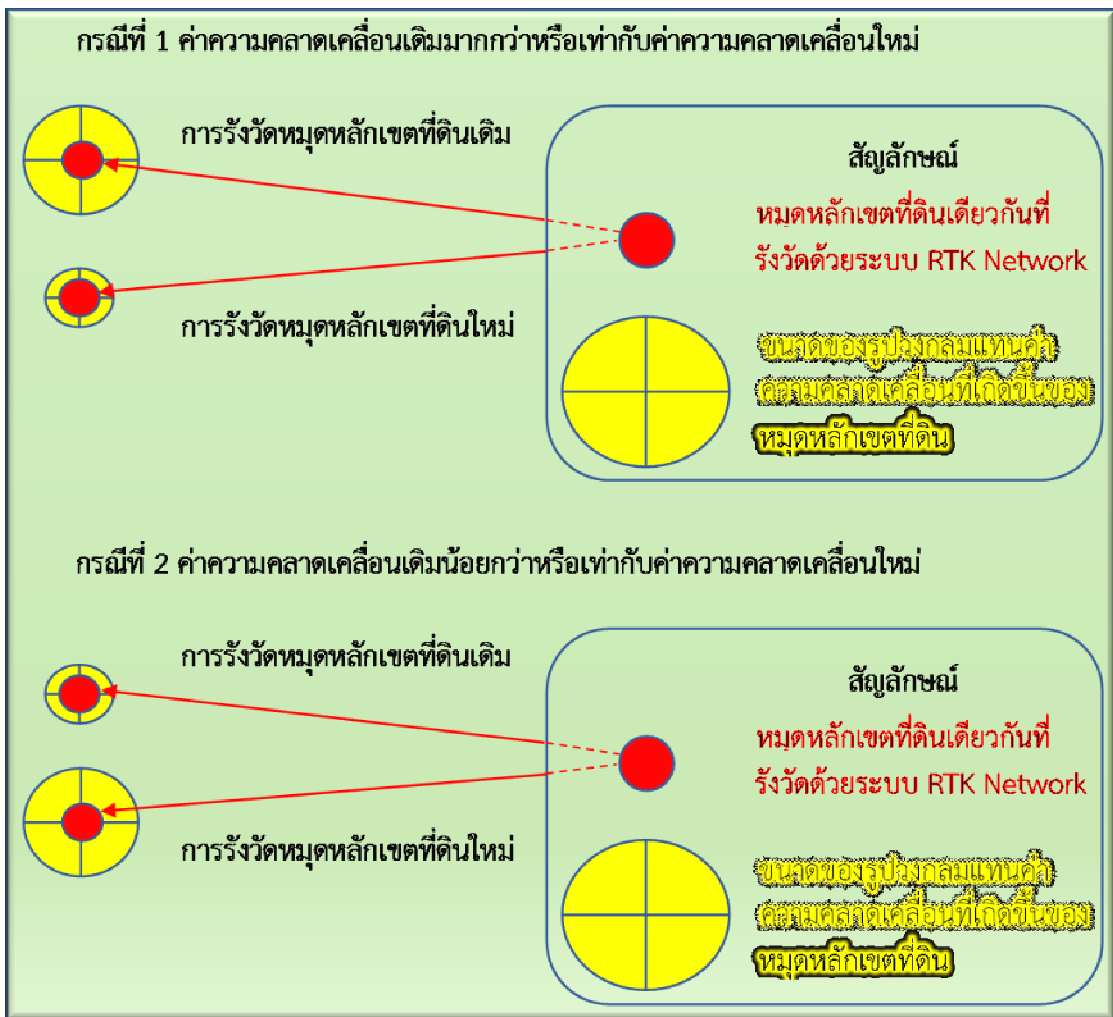 กรณีที่ 1 ค่าความคลาดเคลื่อนเดิมมากกว่าหรือเท่ากับค่าความคลาดเคลื่อนใหม่
การรังวัดหมุดหลักเขตที่ดินเดิม
สัญลักษณ์
หมุดหลักเขตที่ดินเดียวกันที่
รังวัดด้วยระบบ RTK Network
การรังวัดหมุดหลักเขตที่ดินใหม่
ขนาดของรูปวงกลมแทนค่า
ความคลาดเคลื่อนที่เกิดขึ้นของ
หมุดหลักเขตที่ดิน
กรณีที่ 2 ค่าความคลาดเคลื่อนเดิมน้อยกว่าหรือเท่ากับค่าความคลาดเคลื่อนใหม่
การรังวัดหมุดหลักเขตที่ดินเดิม
สัญลักษณ์
หมุดหลักเขตที่ดินเดียวกันที่
รังวัดด้วยระบบ RTK Network
การรังวัดหมุดหลักเขตที่ดินใหม่
ขนาดของรูปวงกลมแทนค่า
ความคลาดเคลื่อนที่เกิดขึ้นของ
หมุดหลักเขตที่ดิน